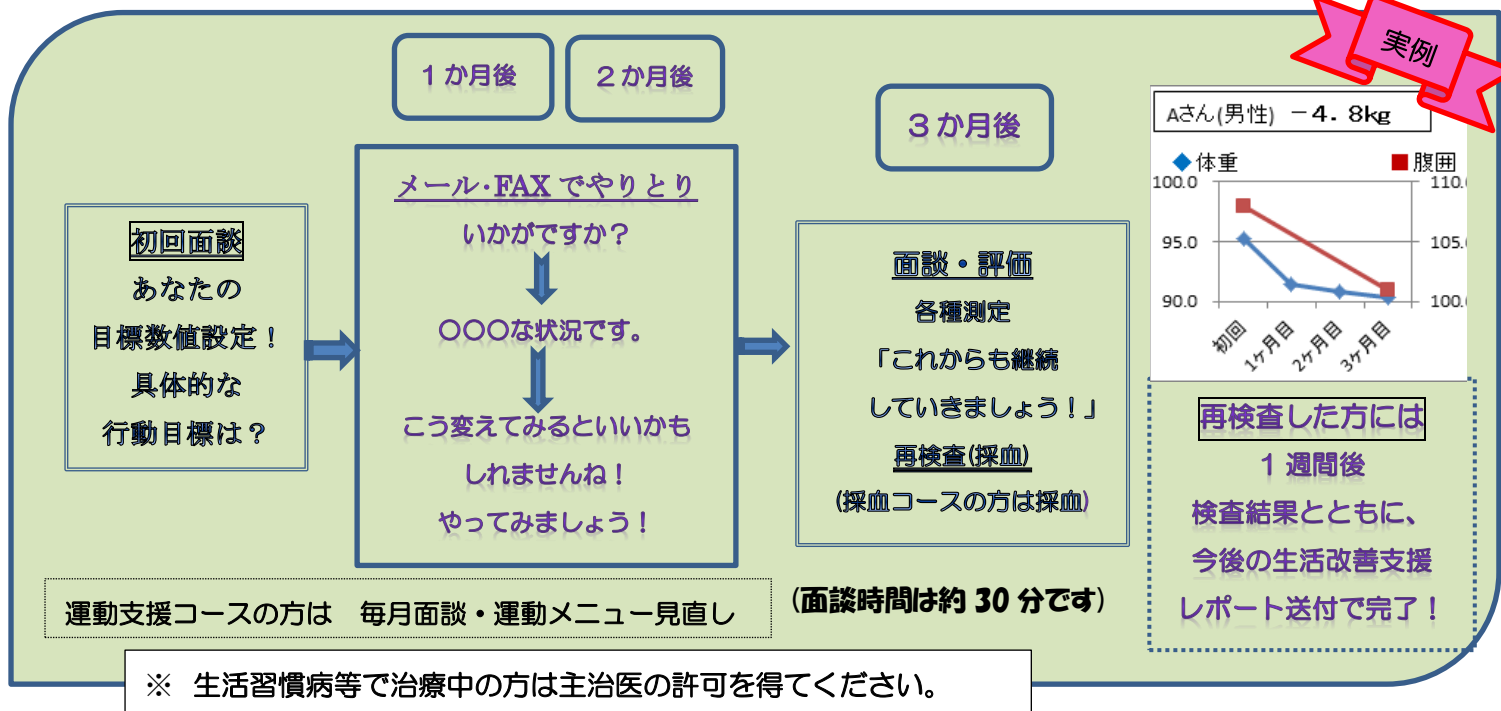 実例
1か月後
2か月後
3か月後
初回面談
あなたの
目標数値設定！
具体的な
行動目標は？
メール・FAXでやりとり
いかがですか？
〇〇〇な状況です。
こう変えてみるといいかも
しれませんね！
やってみましょう！
面談・評価
各種測定
「これからも継続
していきましょう！」
再検査(採血)
(採血コースの方は採血)
Aさん(男性) －4．8kg
体重 腹囲
100.0 110.
95.0 105.
90.0 100.
初回 1ヶ月目 2ヶ月目 3ヶ月目
再検査した方には
1週間後
検査結果とともに、
今後の生活改善支援
レポート送付で完了！
運動支援コースの方は　毎月面談・運動メニュー見直し
(面談時間は約30分です)
※ 生活習慣病等で治療中の方は主治医の許可を得てください。